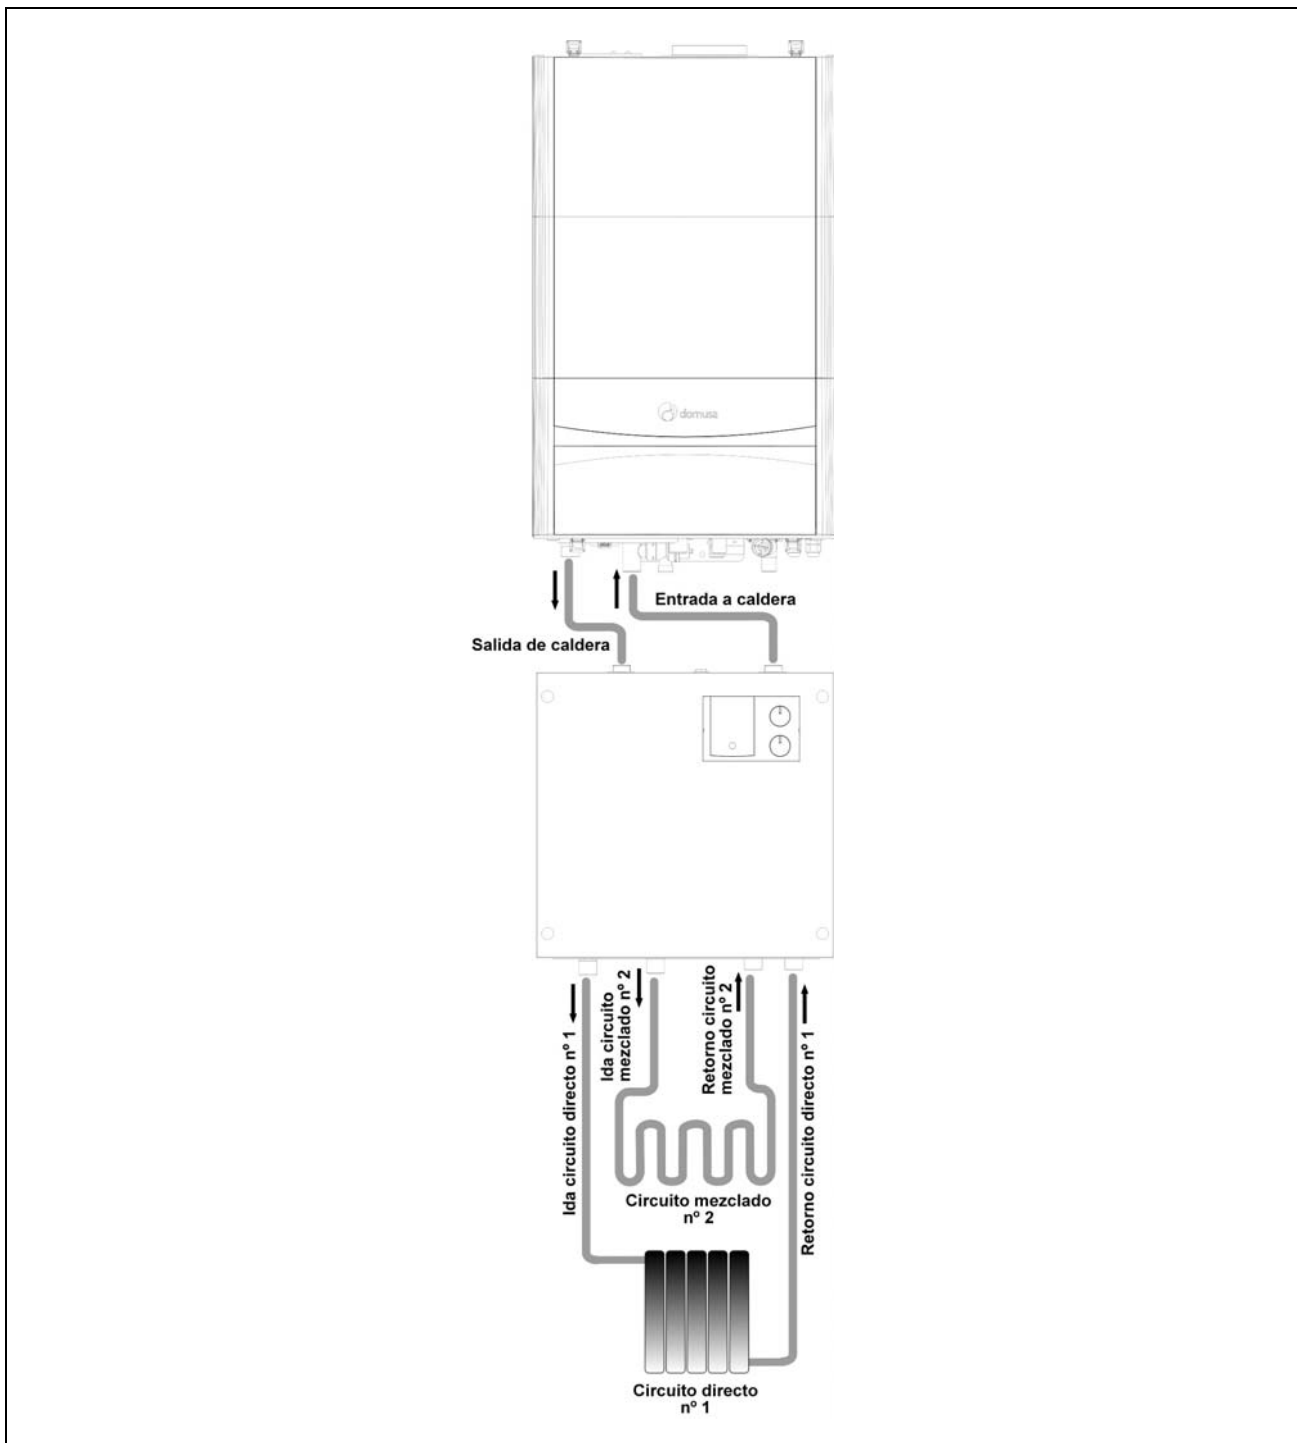 domusa
Entrada a caldera
Salida de caldera
Ida circuito directo nº 1
Ida circuito
mezclado nº 2
Retorno circuito
mezclado nº 2
Retorno circuito directo nº 1
Circuito mezclado
nº 2
Circuito directo
nº 1